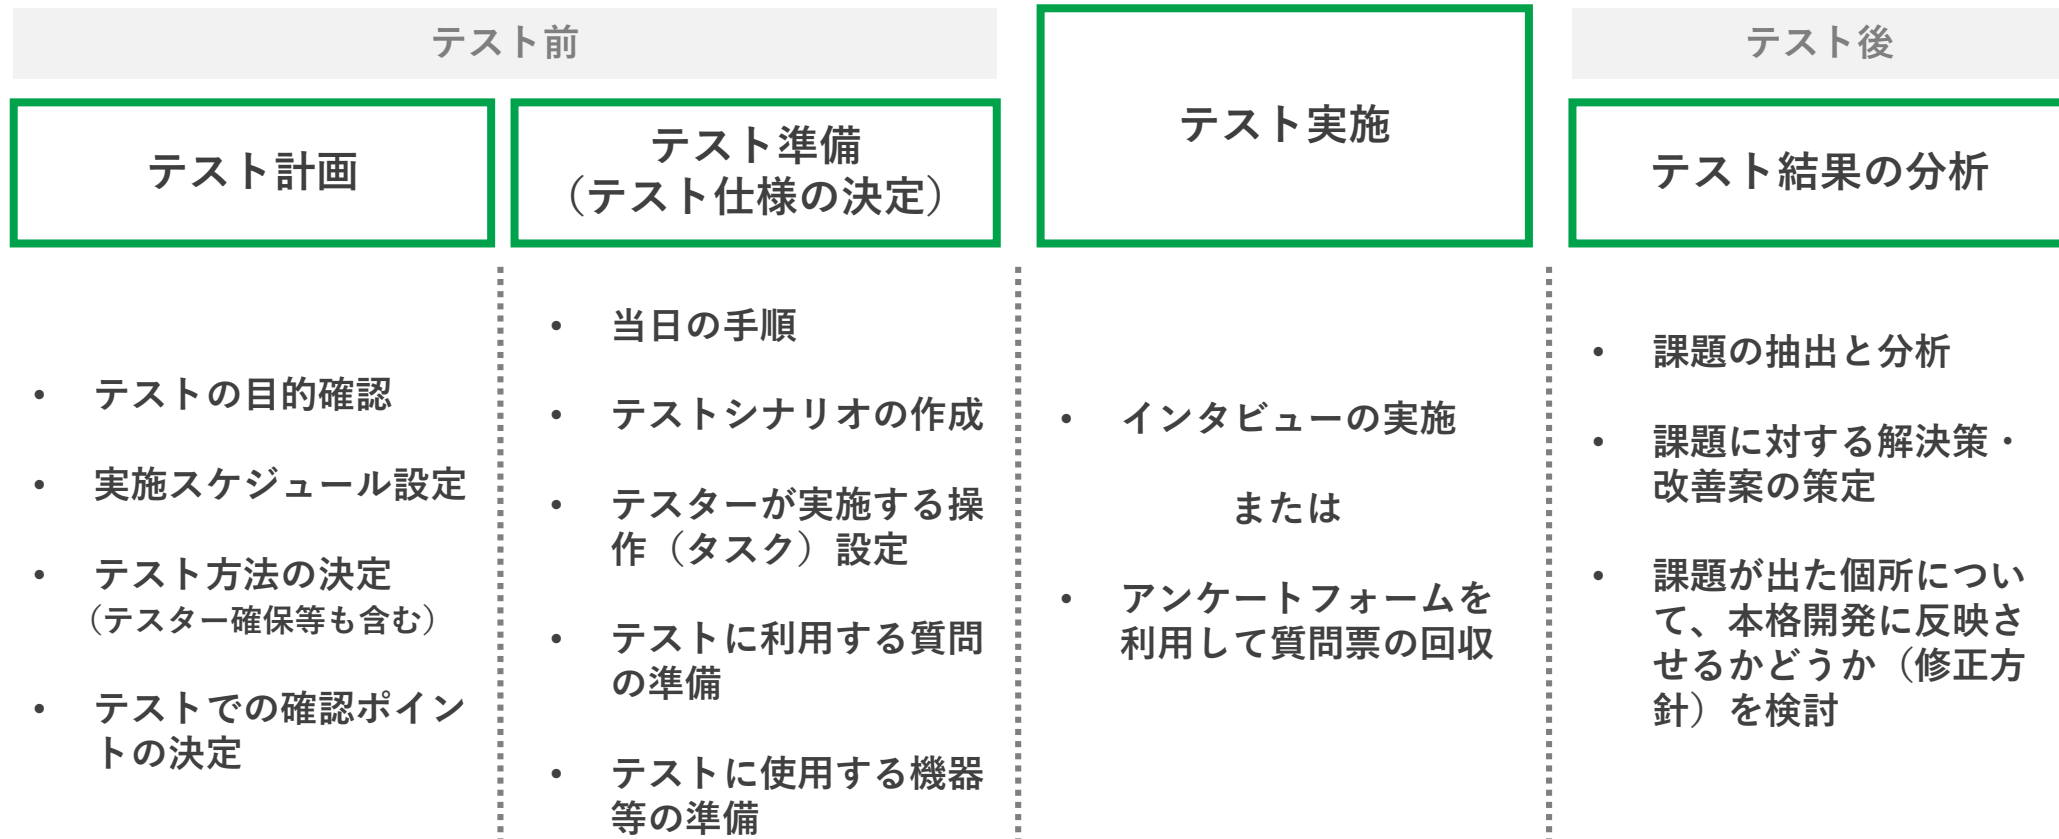 テスト前
テスト計画
テスト準備
（テスト仕様の決定）
テスト実施
テスト後
テスト結果の分析
• テストの目的確認
• 実施スケジュール設定
• テスト方法の決定
（テスター確保等も含む）
• テストでの確認ポイン
トの決定
• 当日の手順
• テストシナリオの作成
• テスターが実施する操
作（タスク）設定
• テストに利用する質問
の準備
• テストに使用する機器
等の準備
• インタビューの実施
または
• アンケートフォームを
利用して質問票の回収
• 課題の抽出と分析
• 課題に対する解決策・
改善案の策定
• 課題が出た個所につい
て、本格開発に反映さ
せるかどうか（修正方
針）を検討